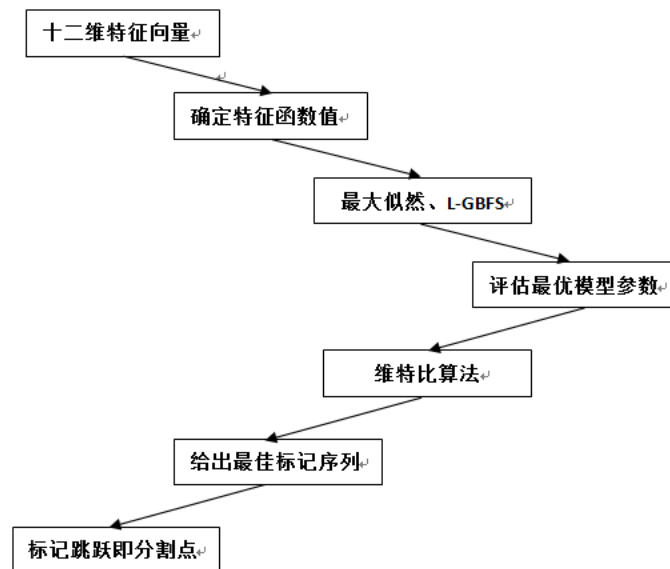 十二维特征向量
确定特征函数值
最大似然、L-GBFS
评估最优模型参数
维特比算法
给出最佳标记序列
标记跳跃即分割点